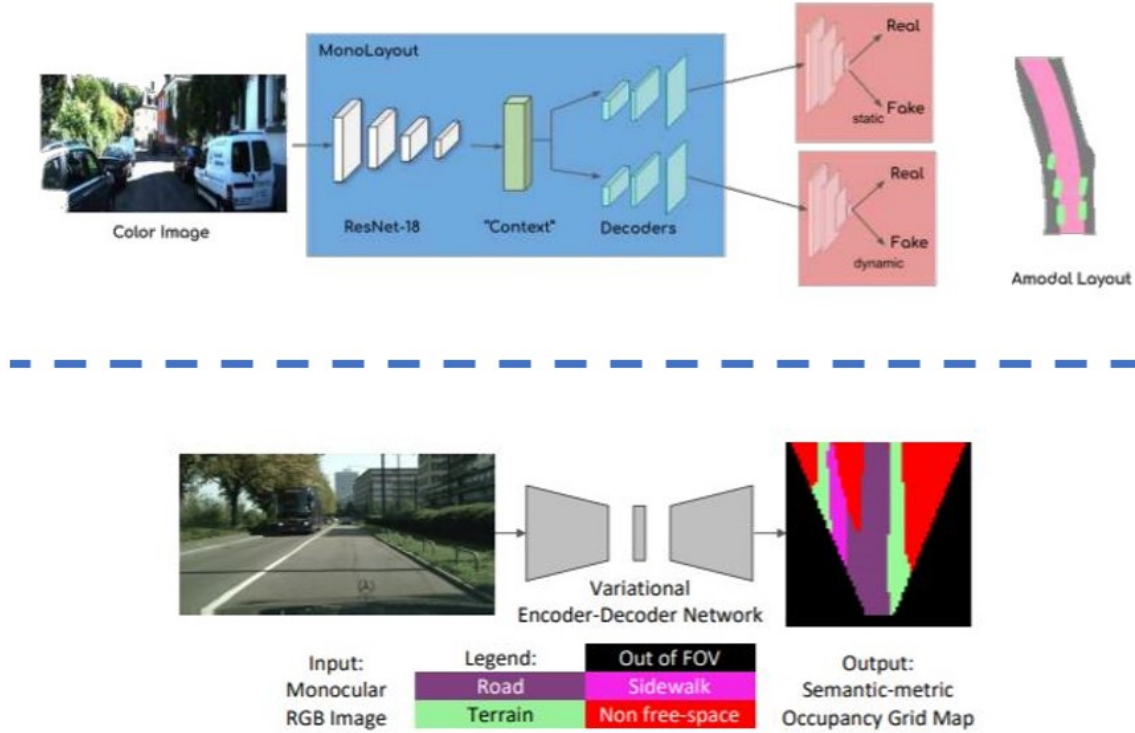 MonoLayout
Real
Fake
static
Real
Fake
dynamic
Color Image
ResNet-18
"Context"
Decoders
Amodal Layout
Variational
Encoder-Decoder Network
Input:
Monocular
RGB Image
Legend:
Out of FOV
Road
Sidewalk
Terrain
Non free-space
Output:
Semantic-metric
Occupancy Grid Map